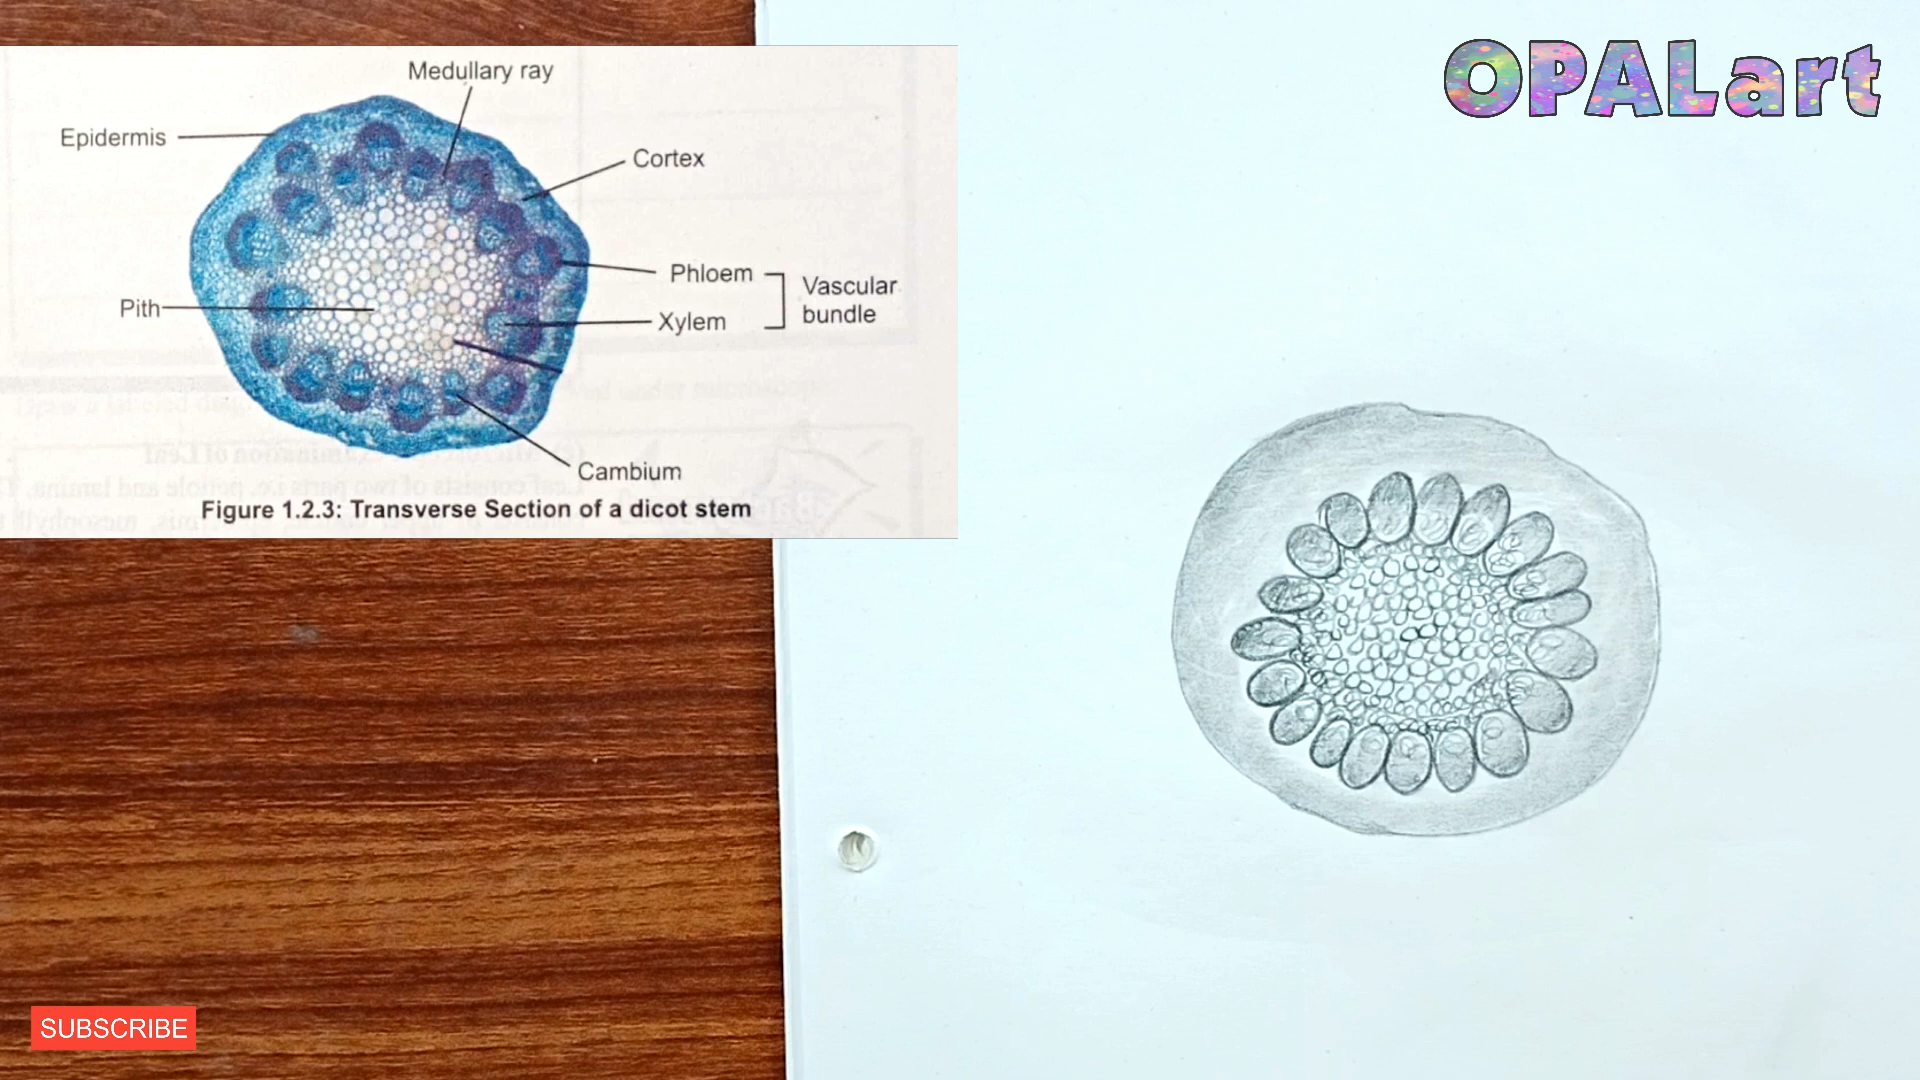 OPALart
Medullary ray
Epidermis
Cortex
Phloem
Vascular
bundle
Pith
Xylem
Cambium
Figure 1.2.3: Transverse Section of a dicot stem
SUBSCRIBE